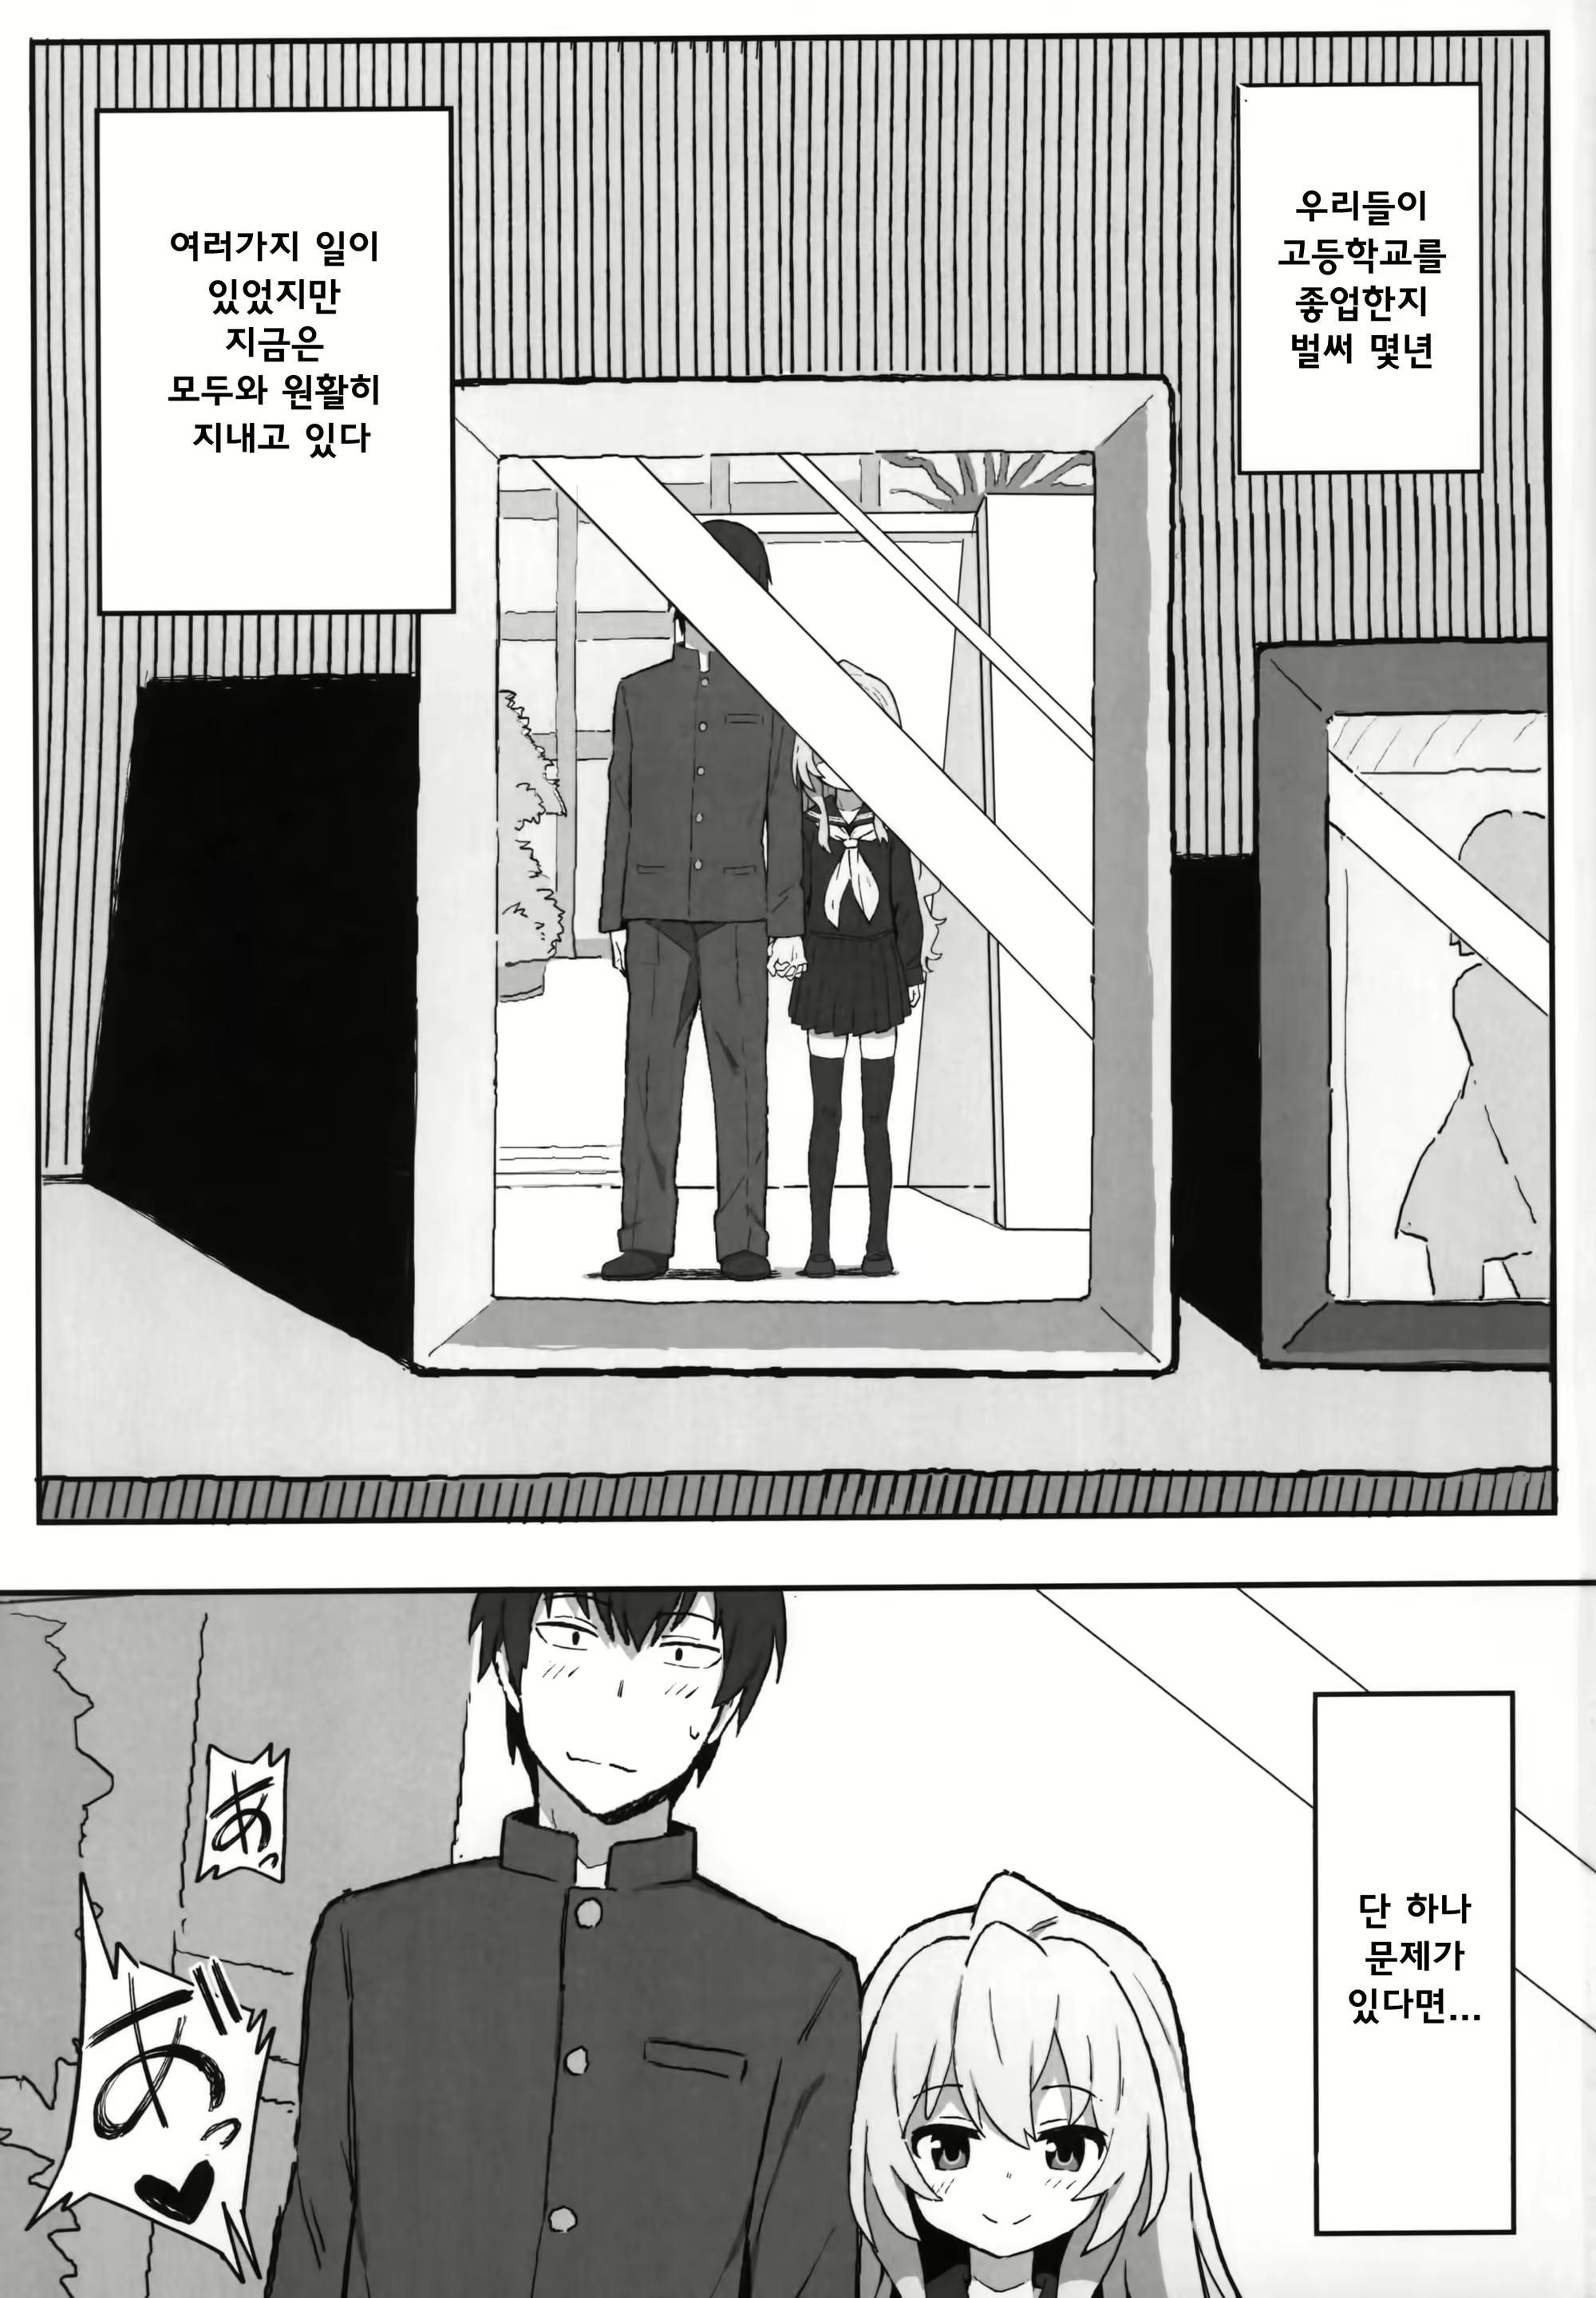 우리들이
고등학교를
좋업한지
벌써 몇년
여러가지 일이
있었지만
지금은
모두와 원활히
지내고 있다
단 하나
문제가
있다면...
あっ
あ゛っ♥